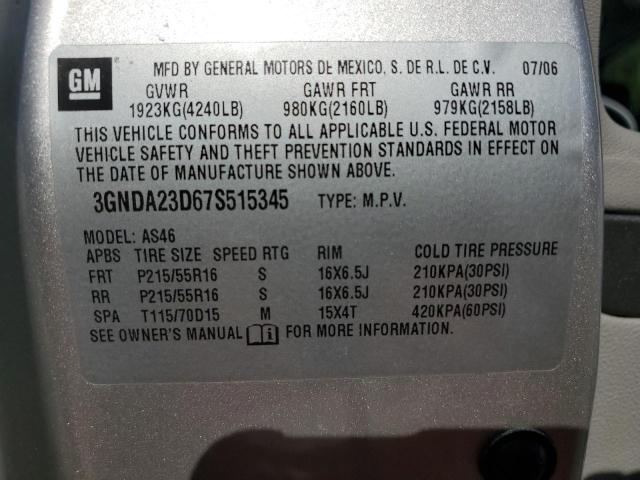 GM
MFD BY GENERAL MOTORS DE MEXICO, S. DE R.L. DE C.V. 07/06
GVWR GAWR FRT GAWR RR
1923KG(4240LB) 980KG(2160LB) 979KG(2158LB)
THIS VEHICLE CONFORMS TO ALL APPLICABLE U.S. FEDERAL MOTOR
VEHICLE SAFETY AND THEFT PREVENTION STANDARDS IN EFFECT ON
THE DATE OF MANUFACTURE SHOWN ABOVE.
3GNDA23D67S515345 TYPE: M.P.V.
MODEL: AS46
APBS TIRE SIZE SPEED RTG RIM COLD TIRE PRESSURE
FRT P215/55R16 S 16X6.5J 210KPA(30PSI)
RR P215/55R16 S 16X6.5J 210KPA(30PSI)
SPA T115/70D15 M 15X4T 420KPA(60PSI)
SEE OWNER'S MANUAL FOR MORE INFORMATION.